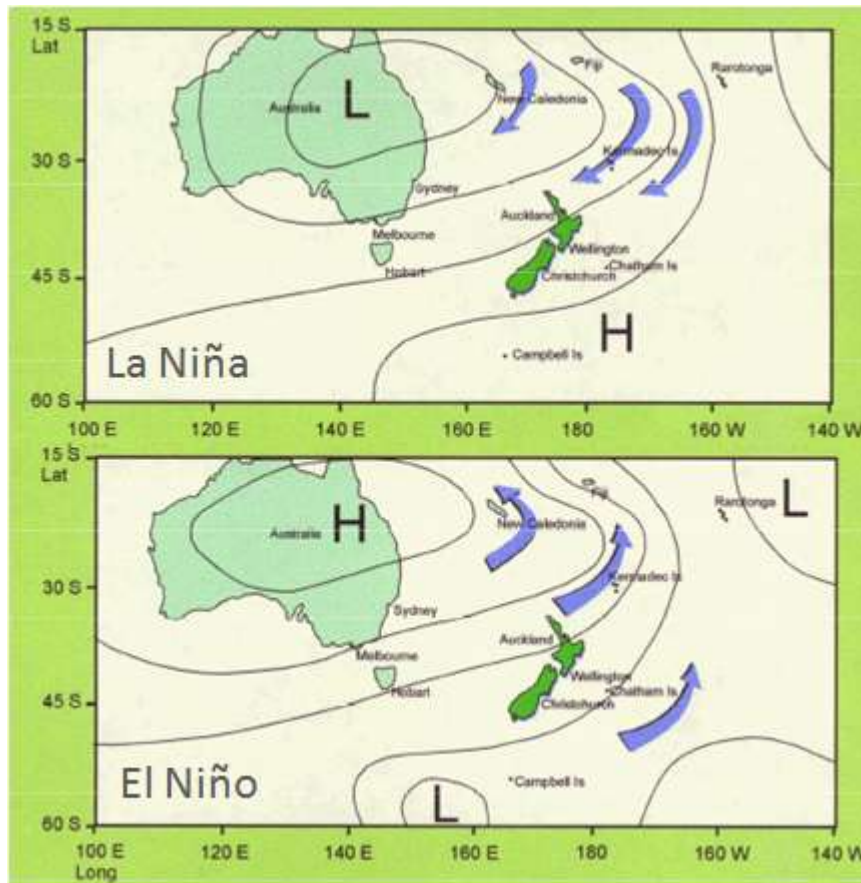 15 S
Lat
Fiji
Rarotonga
L
Australia
New Caledonia
30 S
Kermadec Is
Sydney
Auckland
Melbourne
Wellington
45 S
Hobart
Chatham Is
Christchurch
H
La Niña
Campbell Is
60 S
100 E
120 E
140 E
160 E
180
160 W
140 W
15 S
Lat
Fiji
Rarotonga
L
Australia
H
New Caledonia
30 S
Kermadec Is
Sydney
Auckland
Melbourne
Wellington
Hobart
Chatham Is
45 S
Christchurch
El Niño
Campbell Is
L
60 S
100 E
120 E
140 E
160 E
180
160 W
140 W
Long